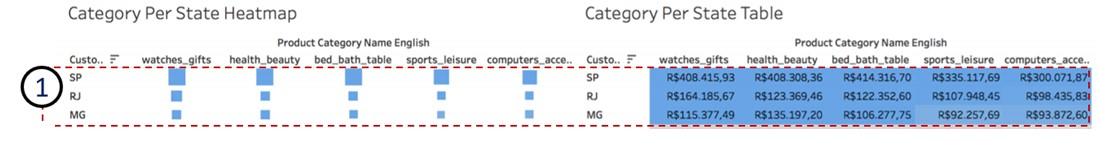 Category Per State Heatmap
Product Category Name English
Custo.. watches_gifts health_beauty bed_bath_table sports_leisure computers_acce..
SP
RJ
MG
1
Category Per State Table
Product Category Name English
Custo.. watches_gifts health_beauty bed_bath_table sports_leisure computers_acce..
SP R$408.415,93 R$408.308,36 R$414.316,70 R$335.117,69 R$300.071,87
RJ R$164.185,67 R$123.369,46 R$122.352,60 R$107.948,45 R$98.435,83
MG R$115.377,49 R$135.197,20 R$106.277,75 R$92.257,69 R$93.872,60